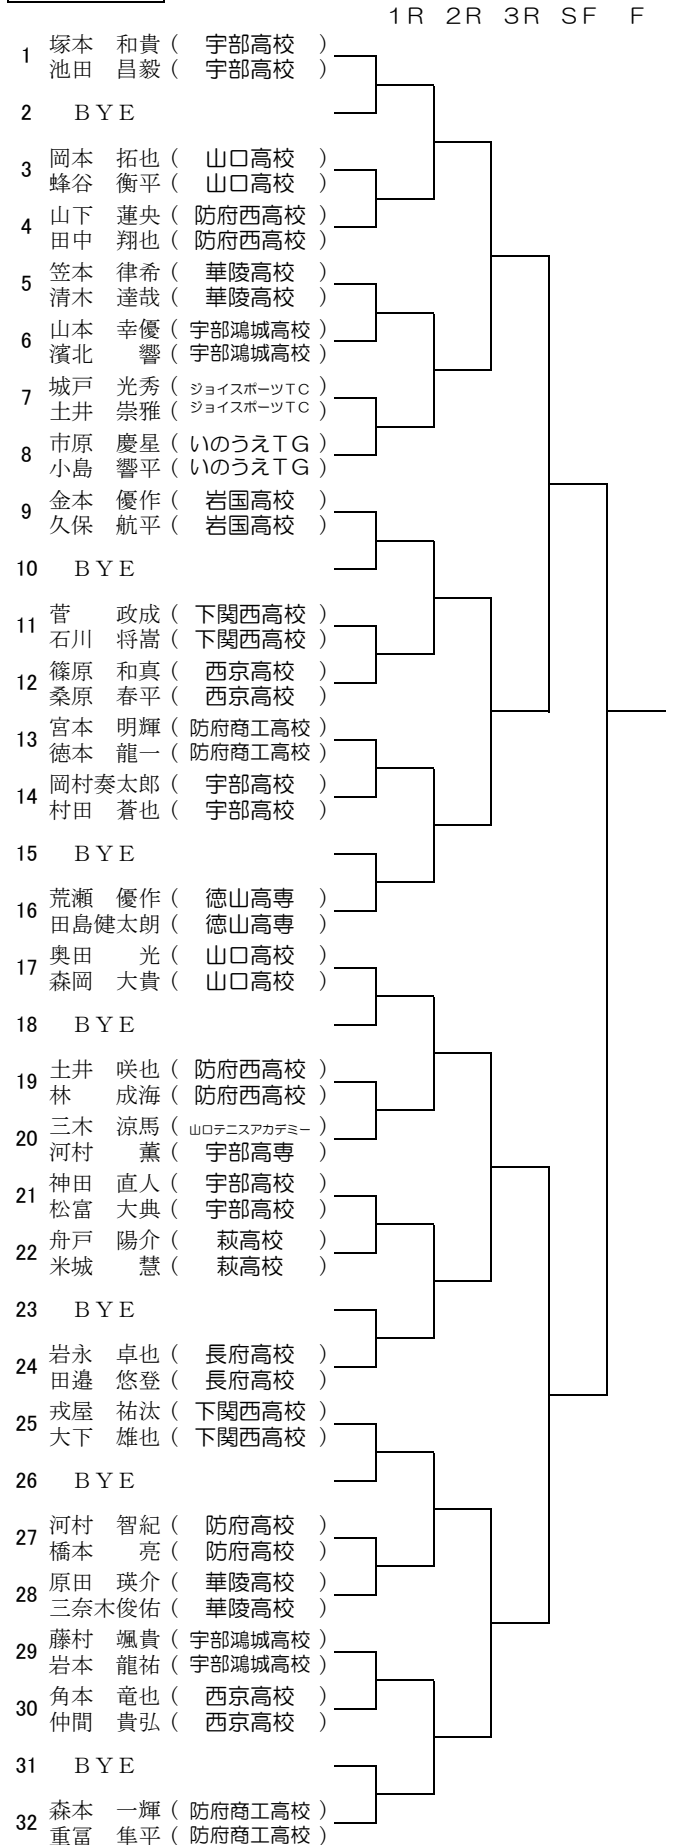 １Ｒ　２Ｒ　３Ｒ　ＳＦ　Ｆ
塚本　和貴（　宇部高校　）
1
池田　昌毅（　宇部高校　）
2　ＢＹＥ
岡本　拓也（　山口高校　）
3
蜂谷　衡平（　山口高校　）
山下　蓮央（　防府西高校　）
4
田中　翔也（　防府西高校　）
笠本　律希（　華陵高校　）
5
清木　達哉（　華陵高校　）
山本　幸優（　宇部鴻城高校　）
6
濱北　　響（　宇部鴻城高校　）
城戸　光秀（　ジョイスポーツＴＣ　）
7
土井　崇雅（　ジョイスポーツＴＣ　）
市原　慶星（　いのうえＴＧ　）
8
小島　響平（　いのうえＴＧ　）
金本　優作（　岩国高校　）
9
久保　航平（　岩国高校　）
10　ＢＹＥ
菅　　政成（　下関西高校　）
11
石川　将嵩（　下関西高校　）
篠原　和真（　西京高校　）
12
桑原　春平（　西京高校　）
宮本　明輝（　防府商工高校　）
13
徳本　龍一（　防府商工高校　）
岡村奏太郎（　宇部高校　）
14
村田　蒼也（　宇部高校　）
15　ＢＹＥ
荒瀬　優作（　徳山高専　）
16
田島健太朗（　徳山高専　）
奥田　　光（　山口高校　）
17
森岡　大貴（　山口高校　）
18　ＢＹＥ
土井　咲也（　防府西高校　）
19
林　　成海（　防府西高校　）
三木　涼馬（　山口テニスアカデミー　）
20
河村　　薫（　宇部高専　）
神田　直人（　宇部高校　）
21
松富　大典（　宇部高校　）
舟戸　陽介（　萩高校　）
22
米城　　慧（　萩高校　）
23　ＢＹＥ
岩永　卓也（　長府高校　）
24
田邉　悠登（　長府高校　）
戎屋　祐汰（　下関西高校　）
25
大下　雄也（　下関西高校　）
26　ＢＹＥ
河村　智紀（　防府高校　）
27
橋本　　亮（　防府高校　）
原田　瑛介（　華陵高校　）
28
三奈木俊佑（　華陵高校　）
藤村　颯貴（　宇部鴻城高校　）
29
岩本　龍祐（　宇部鴻城高校　）
角本　竜也（　西京高校　）
30
仲間　貴弘（　西京高校　）
31　ＢＹＥ
森本　一輝（　防府商工高校　）
32
重冨　隼平（　防府商工高校　）